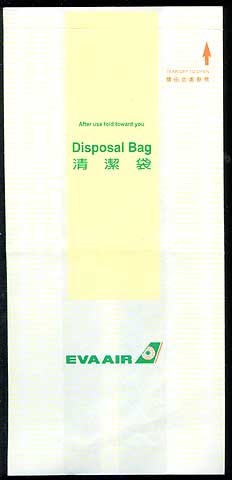 TEAR OFF TO OPEN
After use fold toward you
Disposal Bag
清潔袋
EVA AIR